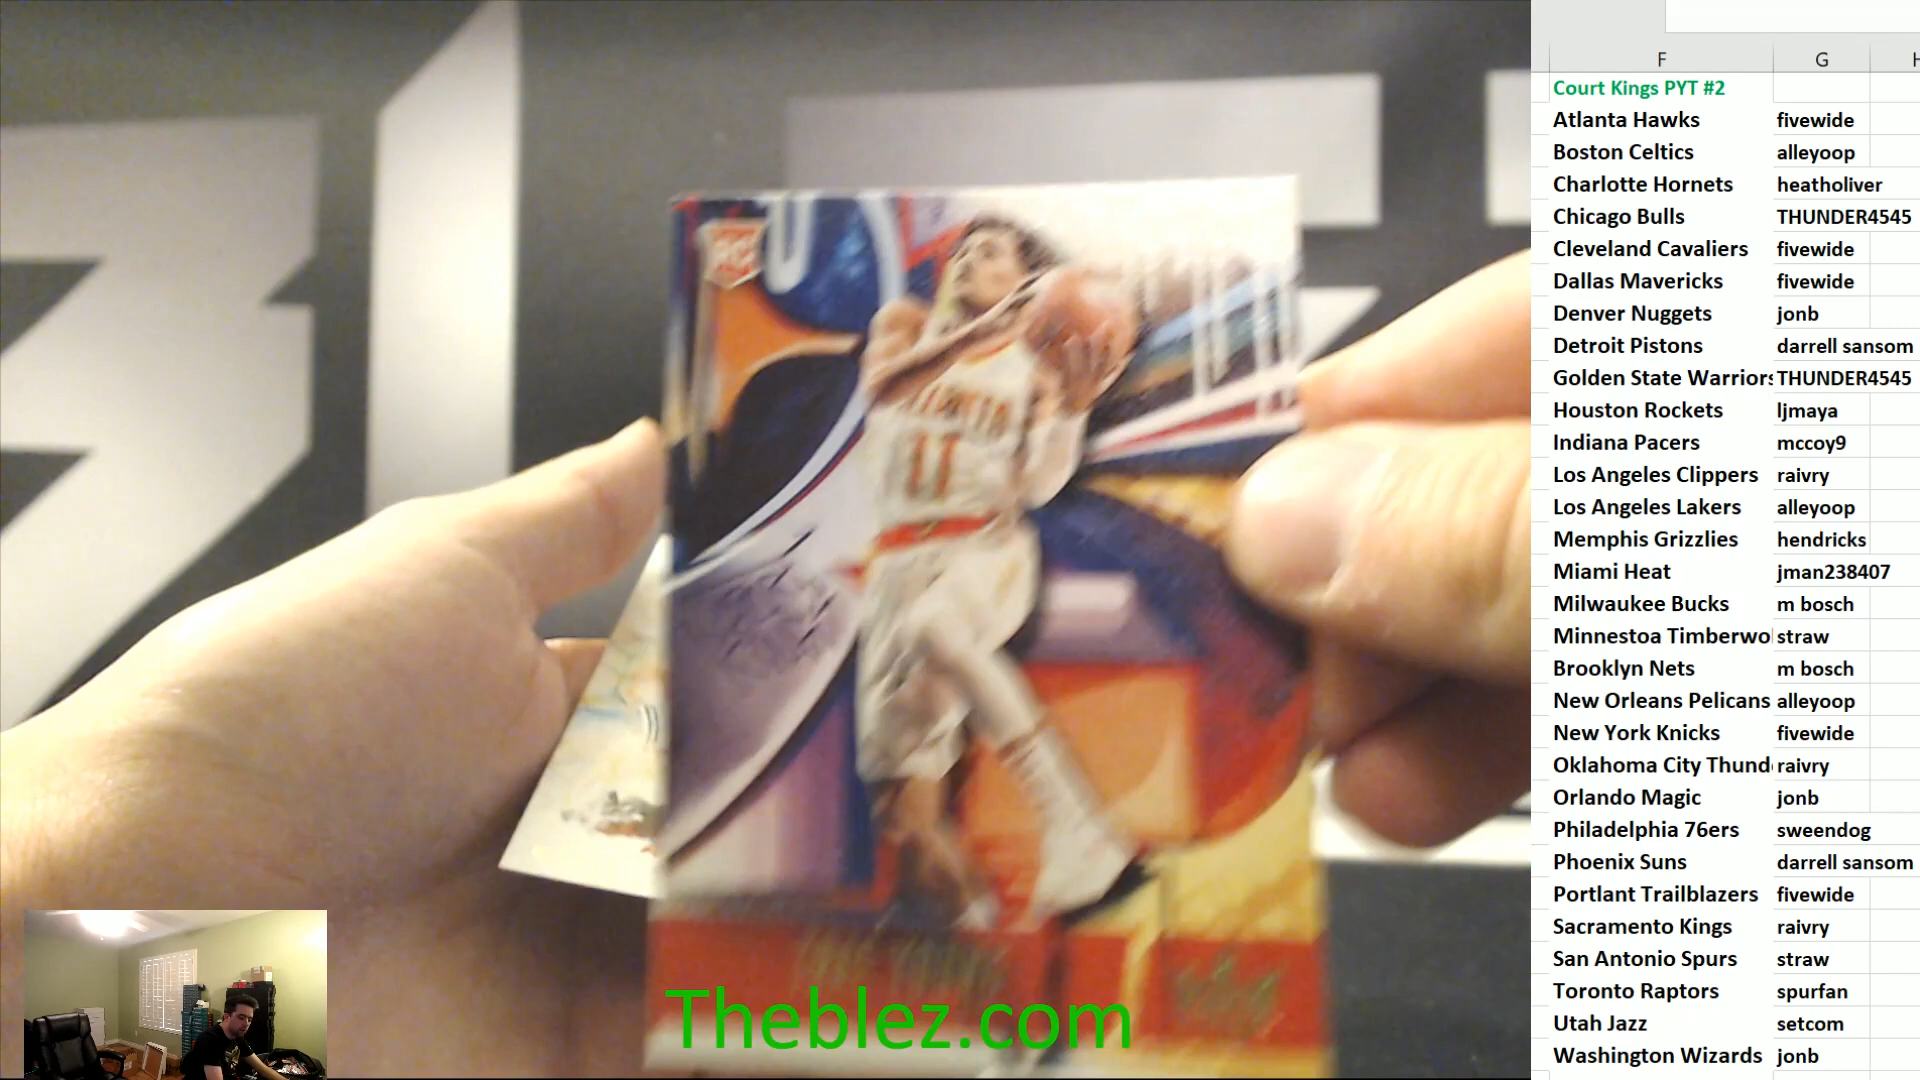 F G H
Court Kings PYT #2
Atlanta Hawks fivewide
Boston Celtics alleyoop
Charlotte Hornets heatholiver
Chicago Bulls THUNDER4545
Cleveland Cavaliers fivewide
Dallas Mavericks fivewide
Denver Nuggets jonb
Detroit Pistons darrell sansom
Golden State Warriors THUNDER4545
Houston Rockets ljmaya
Indiana Pacers mccoy9
Los Angeles Clippers raivry
Los Angeles Lakers alleyoop
Memphis Grizzlies hendricks
Miami Heat jman238407
Milwaukee Bucks m bosch
Minnestoa Timberwol straw
Brooklyn Nets m bosch
New Orleans Pelicans alleyoop
New York Knicks fivewide
Oklahoma City Thunde raivry
Orlando Magic jonb
Philadelphia 76ers sweendog
Phoenix Suns darrell sansom
Portlant Trailblazers fivewide
Sacramento Kings raivry
San Antonio Spurs straw
Toronto Raptors spurfan
Utah Jazz setcom
Washington Wizards jonb
RC
11
Theblez.com